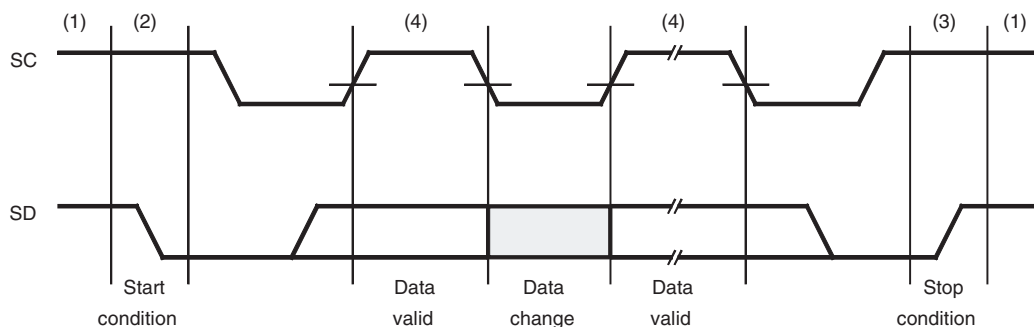 (1) (2) (4) (4) (3) (1)
SC
SD
Start Data Data Data Stop
condition valid change valid condition